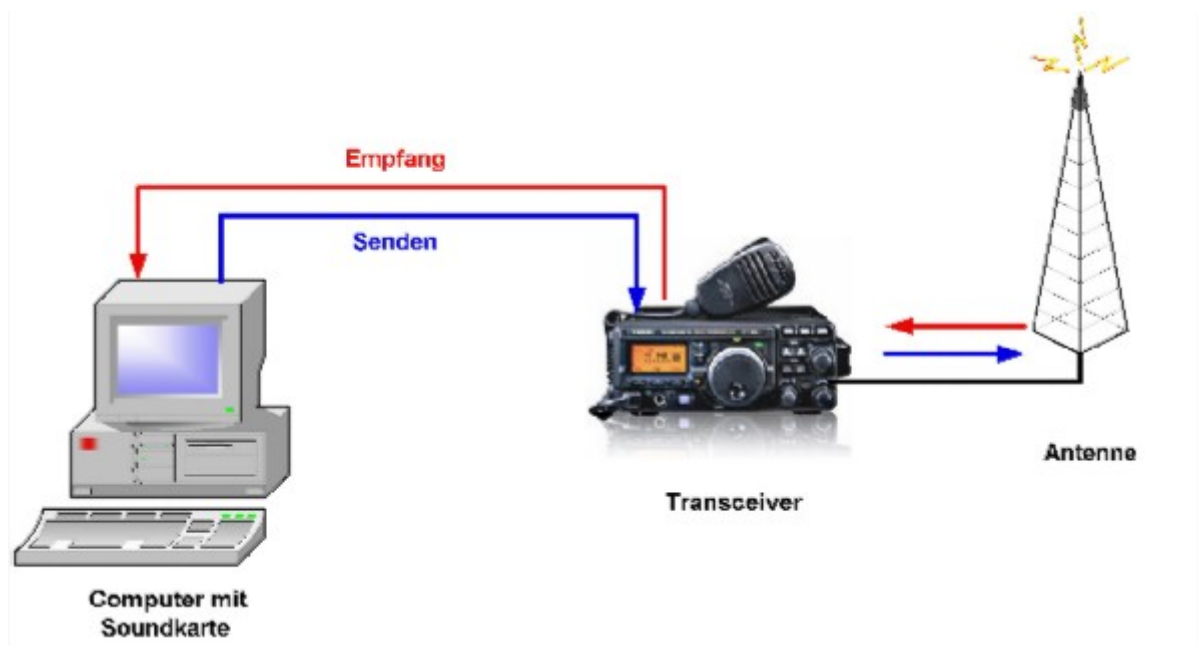 Empfang
Senden
Antenne
Transceiver
Computer mit
Soundkarte